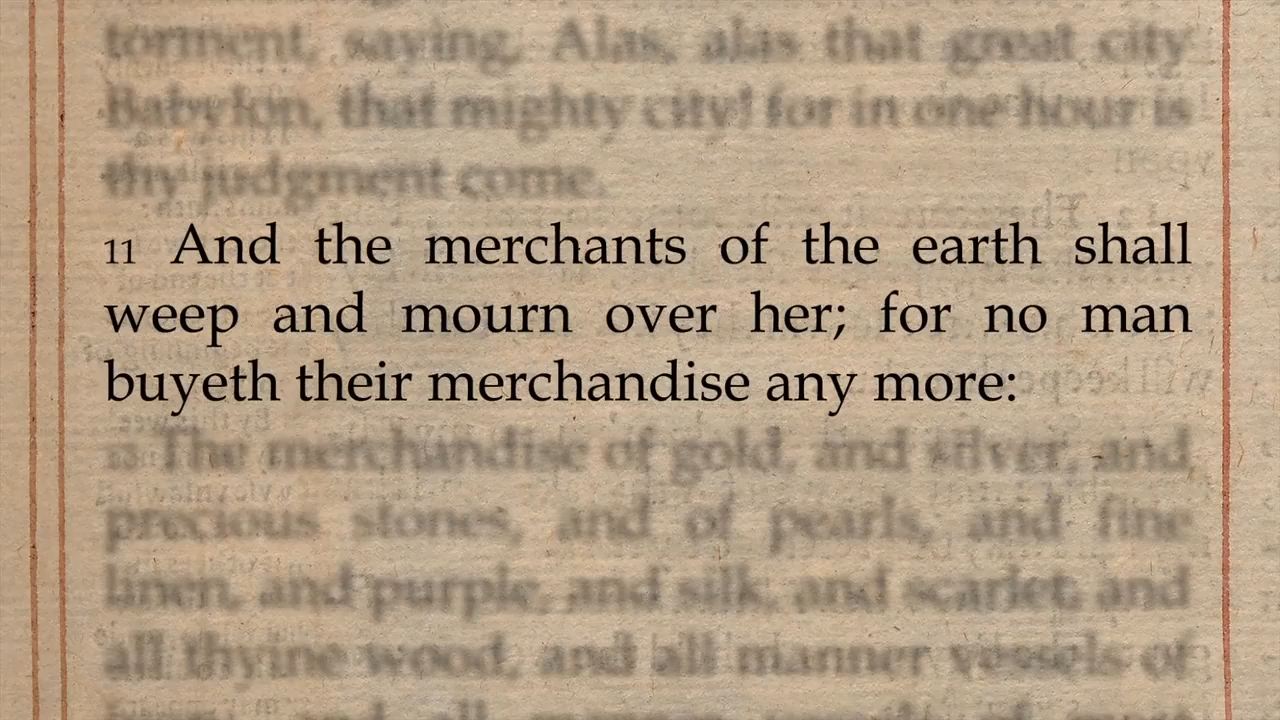 torment, saying, Alas, alas that great city
Babylon, that mighty city! for in one hour is
thy judgment come.
11 And the merchants of the earth shall
weep and mourn over her; for no man
buyeth their merchandise any more:
12 The merchandise of gold, and silver, and
precious stones, and of pearls, and fine
linen, and purple, and silk, and scarlet, and
all thyine wood, and all manner vessels of